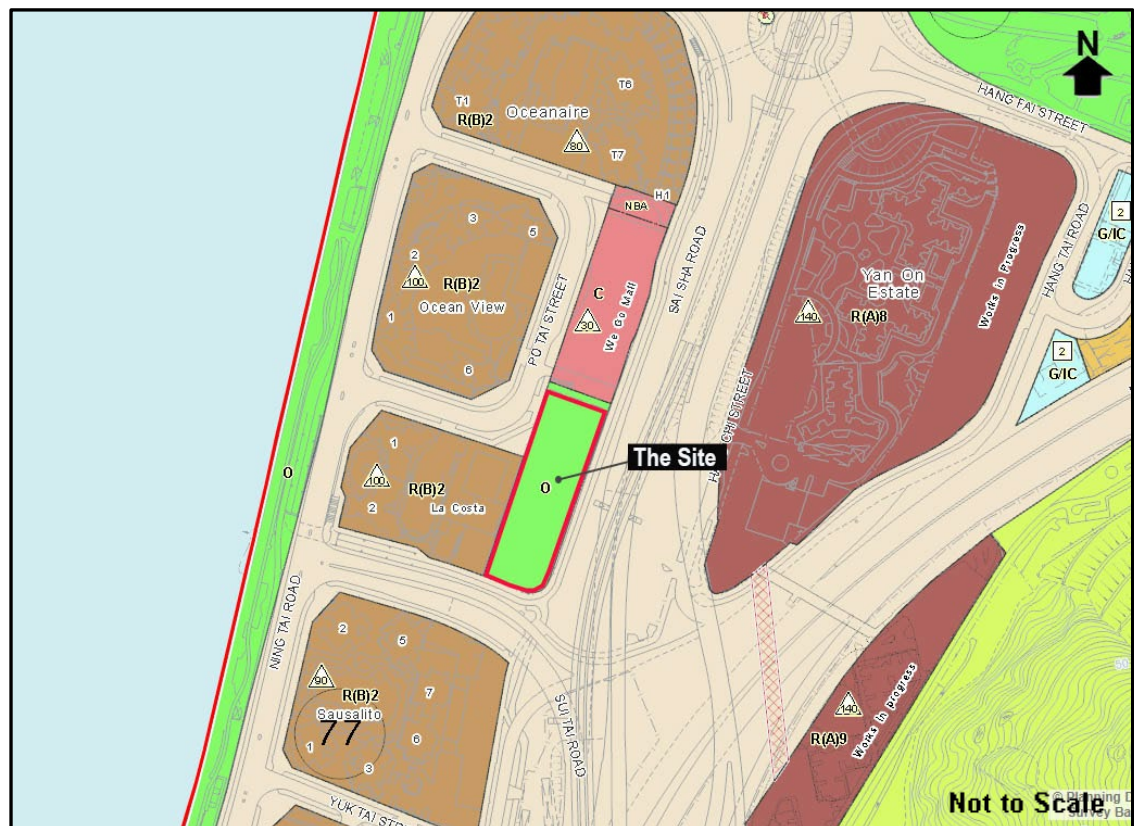 N
HANG FAI STREET
T6
T1
R(B)2
Oceanaire
80
T7
H1
NBA
2
G/IC
HANG TAI ROAD
3
5
2
100
R(B)2
Ocean View
1
6
PO TAI STREET
C
30
We Go Mall
SAI SHA ROAD
Yan On
Estate
140
R(A)8
Works in Progress
2
G/IC
The Site
O
O
1
100
R(B)2
2
La Costa
NING TAI ROAD
2
5
90
R(B)2
7
Sausalito
77
1
6
3
SUI TAI ROAD
YUK TAI
140
R(A)9
Works in progress
© Planning D
Survey Ba
Not to Scale